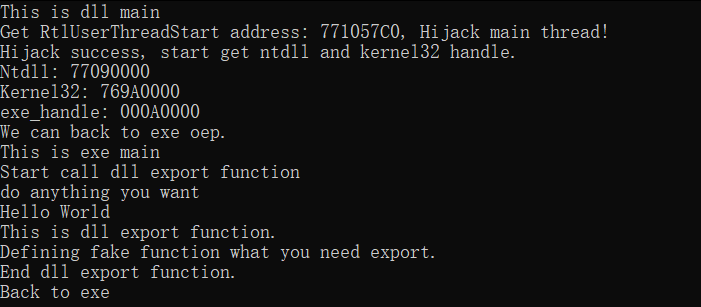 This is dll main
Get RtlUserThreadStart address: 771057C0, Hijack main thread!
Hijack success, start get ntdll and kernel32 handle.
Ntdll: 77090000
Kernel32: 769A0000
exe_handle: 000A0000
We can back to exe oep.
This is exe main
Start call dll export function
do anything you want
Hello World
This is dll export function.
Defining fake function what you need export.
End dll export function.
Back to exe